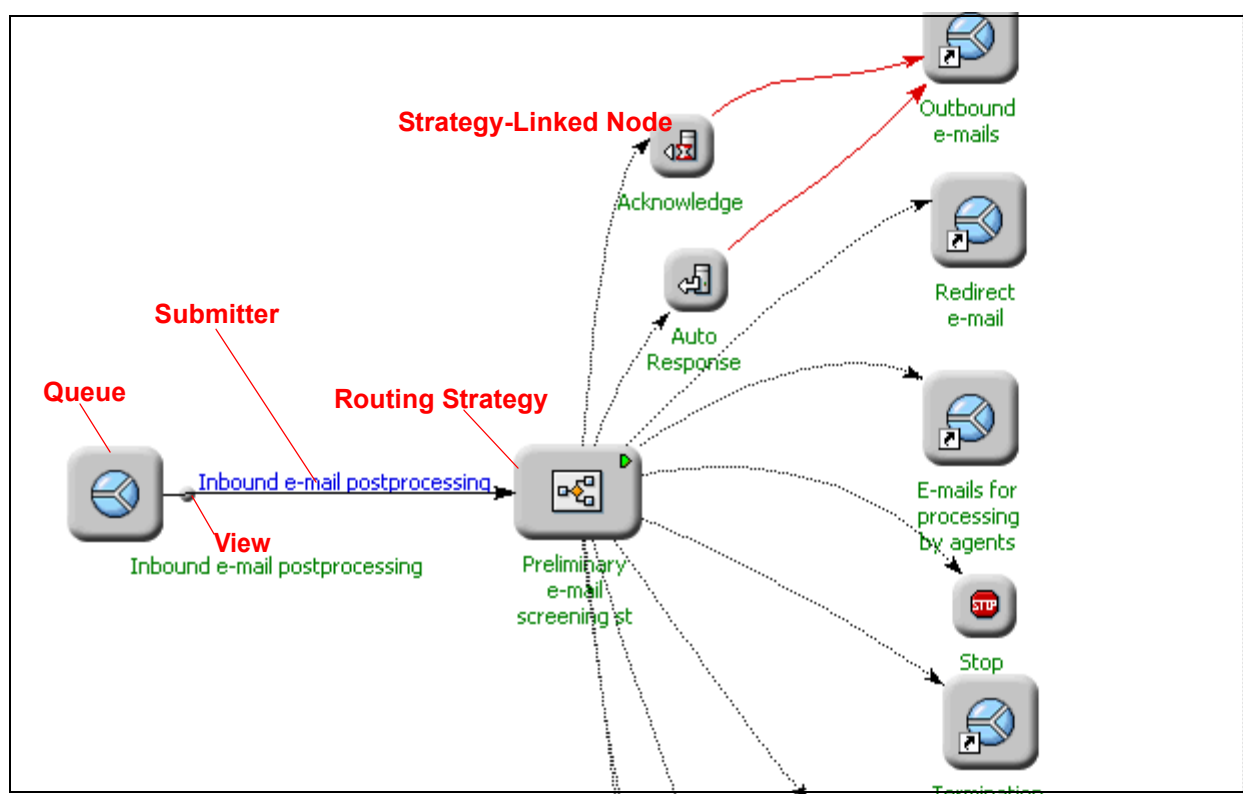 Outbound
e-mails
Strategy-Linked Node
Acknowledge
Redirect
e-mail
Submitter
Auto
Response
Queue
Routing Strategy
Inbound e-mail postprocessing
E-mails for
processing
by agents
View
Inbound e-mail postprocessing
Preliminary
e-mail
screening st
STOP
Stop
Termination